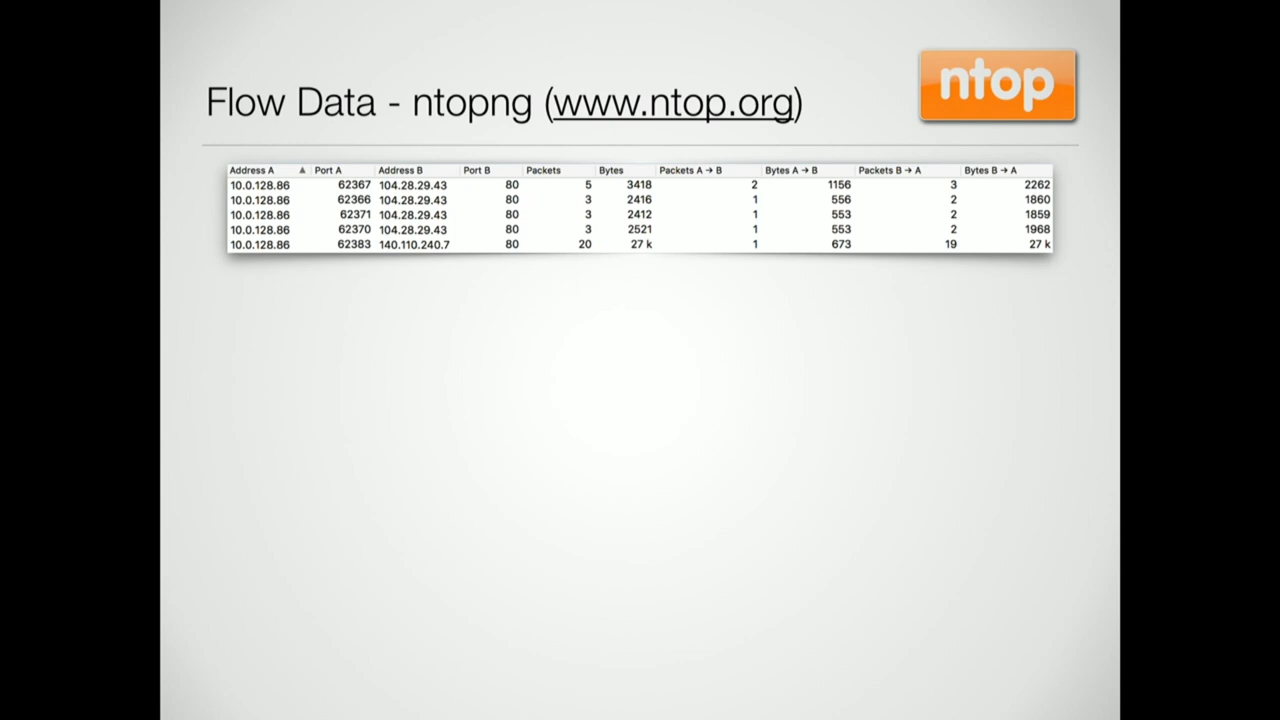 ntop
Flow Data - ntopng (www.ntop.org)
Address A ▲ Port A Address B Port B Packets Bytes Packets A → B Bytes A → B Packets B → A Bytes B → A
10.0.128.86 62367 104.28.29.43 80 5 3418 2 1156 3 2262
10.0.128.86 62366 104.28.29.43 80 3 2416 1 556 2 1860
10.0.128.86 62371 104.28.29.43 80 3 2412 1 553 2 1859
10.0.128.86 62370 104.28.29.43 80 3 2521 1 553 2 1968
10.0.128.86 62383 140.110.240.7 80 20 27 k 1 673 19 27 k